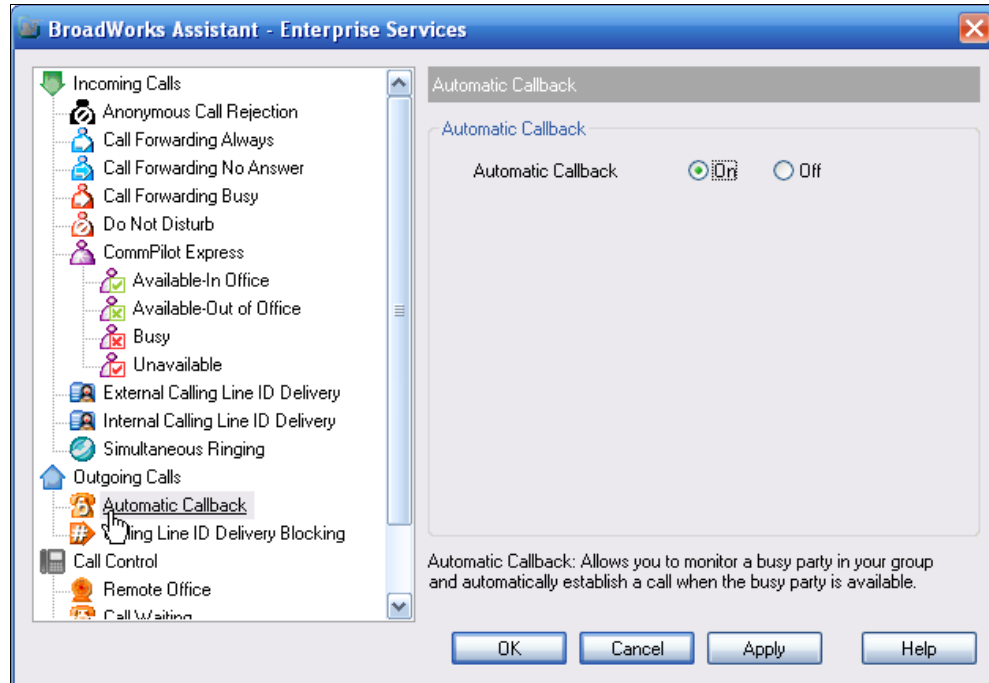 BroadWorks Assistant - Enterprise Services
Incoming Calls
Anonymous Call Rejection
Call Forwarding Always
Call Forwarding No Answer
Call Forwarding Busy
Do Not Disturb
CommPilot Express
Available-In Office
Available-Out of Office
Busy
Unavailable
External Calling Line ID Delivery
Internal Calling Line ID Delivery
Simultaneous Ringing
Outgoing Calls
Automatic Callback
Line ID Delivery Blocking
Call Control
Remote Office
Call Waiting
Automatic Callback
Automatic Callback
Automatic Callback On Off
Automatic Callback: Allows you to monitor a busy party in your group
and automatically establish a call when the busy party is available.
OK Cancel Apply Help